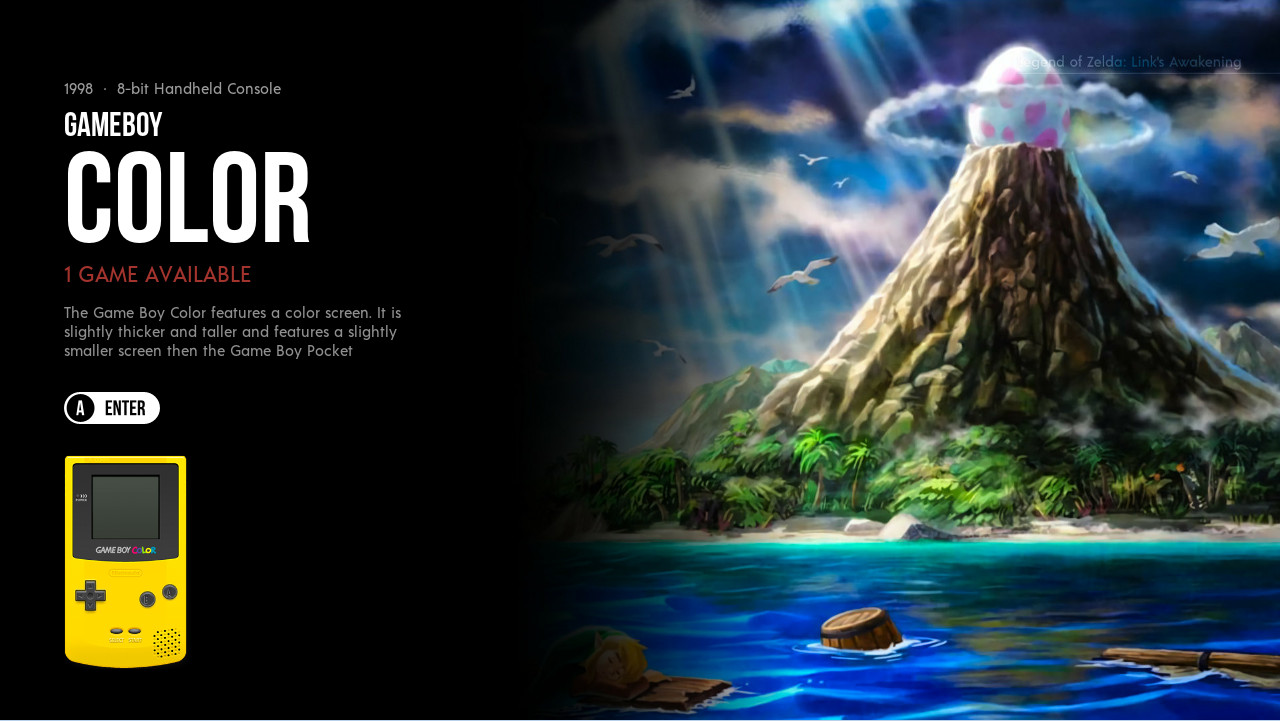 1998 · 8-bit Handheld Console
GAMEBOY
COLOR
1 GAME AVAILABLE
The Game Boy Color features a color screen. It is
slightly thicker and taller and features a slightly
smaller screen then the Game Boy Pocket
A ENTER
GAME BOY COLOR
Legend of Zelda: Link's Awakening